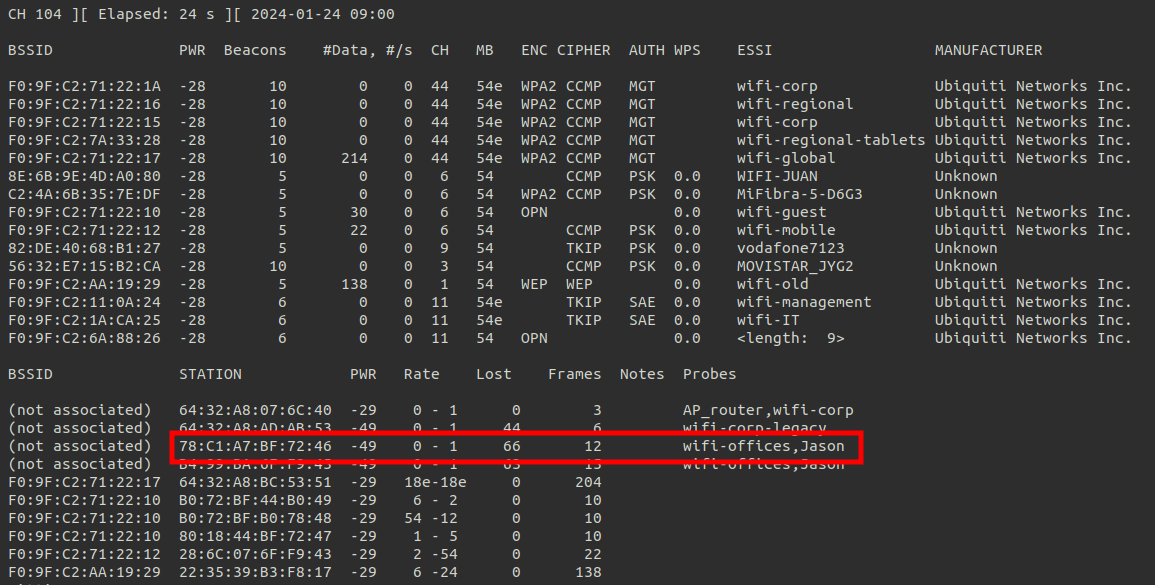 CH 104 ][ Elapsed: 24 s ][ 2024-01-24 09:00
BSSID PWR Beacons #Data, #/s CH MB ENC CIPHER AUTH WPS ESSI MANUFACTURER
F0:9F:C2:71:22:1A -28 10 0 0 44 54e WPA2 CCMP MGT wifi-corp Ubiquiti Networks Inc.
F0:9F:C2:71:22:16 -28 10 0 0 44 54e WPA2 CCMP MGT wifi-regional Ubiquiti Networks Inc.
F0:9F:C2:71:22:15 -28 10 0 0 44 54e WPA2 CCMP MGT wifi-corp Ubiquiti Networks Inc.
F0:9F:C2:7A:33:28 -28 10 0 0 44 54e WPA2 CCMP MGT wifi-regional-tablets Ubiquiti Networks Inc.
F0:9F:C2:71:22:17 -28 10 214 0 44 54e WPA2 CCMP MGT wifi-global Ubiquiti Networks Inc.
8E:6B:9E:4D:A0:80 -28 5 0 0 6 54 CCMP PSK 0.0 WIFI-JUAN Unknown
C2:4A:6B:35:7E:DF -28 5 0 0 6 54 WPA2 CCMP PSK 0.0 MiFibra-5-D6G3 Unknown
F0:9F:C2:71:22:10 -28 5 30 0 6 54 OPN 0.0 wifi-guest Ubiquiti Networks Inc.
F0:9F:C2:71:22:12 -28 5 22 0 6 54 CCMP PSK 0.0 wifi-mobile Ubiquiti Networks Inc.
82:DE:40:68:B1:27 -28 5 0 0 9 54 TKIP PSK 0.0 vodafone7123 Unknown
56:32:E7:15:B2:CA -28 10 0 0 3 54 CCMP PSK 0.0 MOVISTAR_JYG2 Unknown
F0:9F:C2:AA:19:29 -28 5 138 0 1 54 WEP WEP 0.0 wifi-old Ubiquiti Networks Inc.
F0:9F:C2:11:0A:24 -28 6 0 0 11 54e TKIP SAE 0.0 wifi-management Ubiquiti Networks Inc.
F0:9F:C2:1A:CA:25 -28 6 0 0 11 54e TKIP SAE 0.0 wifi-IT Ubiquiti Networks Inc.
F0:9F:C2:6A:88:26 -28 6 0 0 11 54 OPN 0.0 <length: 9> Ubiquiti Networks Inc.
BSSID STATION PWR Rate Lost Frames Notes Probes
(not associated) 64:32:A8:07:6C:40 -29 0 - 1 0 3 AP_router,wifi-corp
(not associated) 64:32:A8:AD:AB:53 -49 0 - 1 44 6 wifi-corp-legacy
(not associated) 78:C1:A7:BF:72:46 -49 0 - 1 66 12 wifi-offices,Jason
(not associated) -49 0 - 1 wifi-offices,Jason
F0:9F:C2:71:22:17 64:32:A8:BC:53:51 -29 18e-18e 0 204
F0:9F:C2:71:22:10 B0:72:BF:44:B0:49 -29 6 - 2 0 10
F0:9F:C2:71:22:10 B0:72:BF:B0:78:48 -29 54 -12 0 10
F0:9F:C2:71:22:10 80:18:44:BF:72:47 -29 1 - 5 0 10
F0:9F:C2:71:22:12 28:6C:07:6F:F9:43 -29 2 -54 0 22
F0:9F:C2:AA:19:29 22:35:39:B3:F8:17 -29 6 -24 0 138